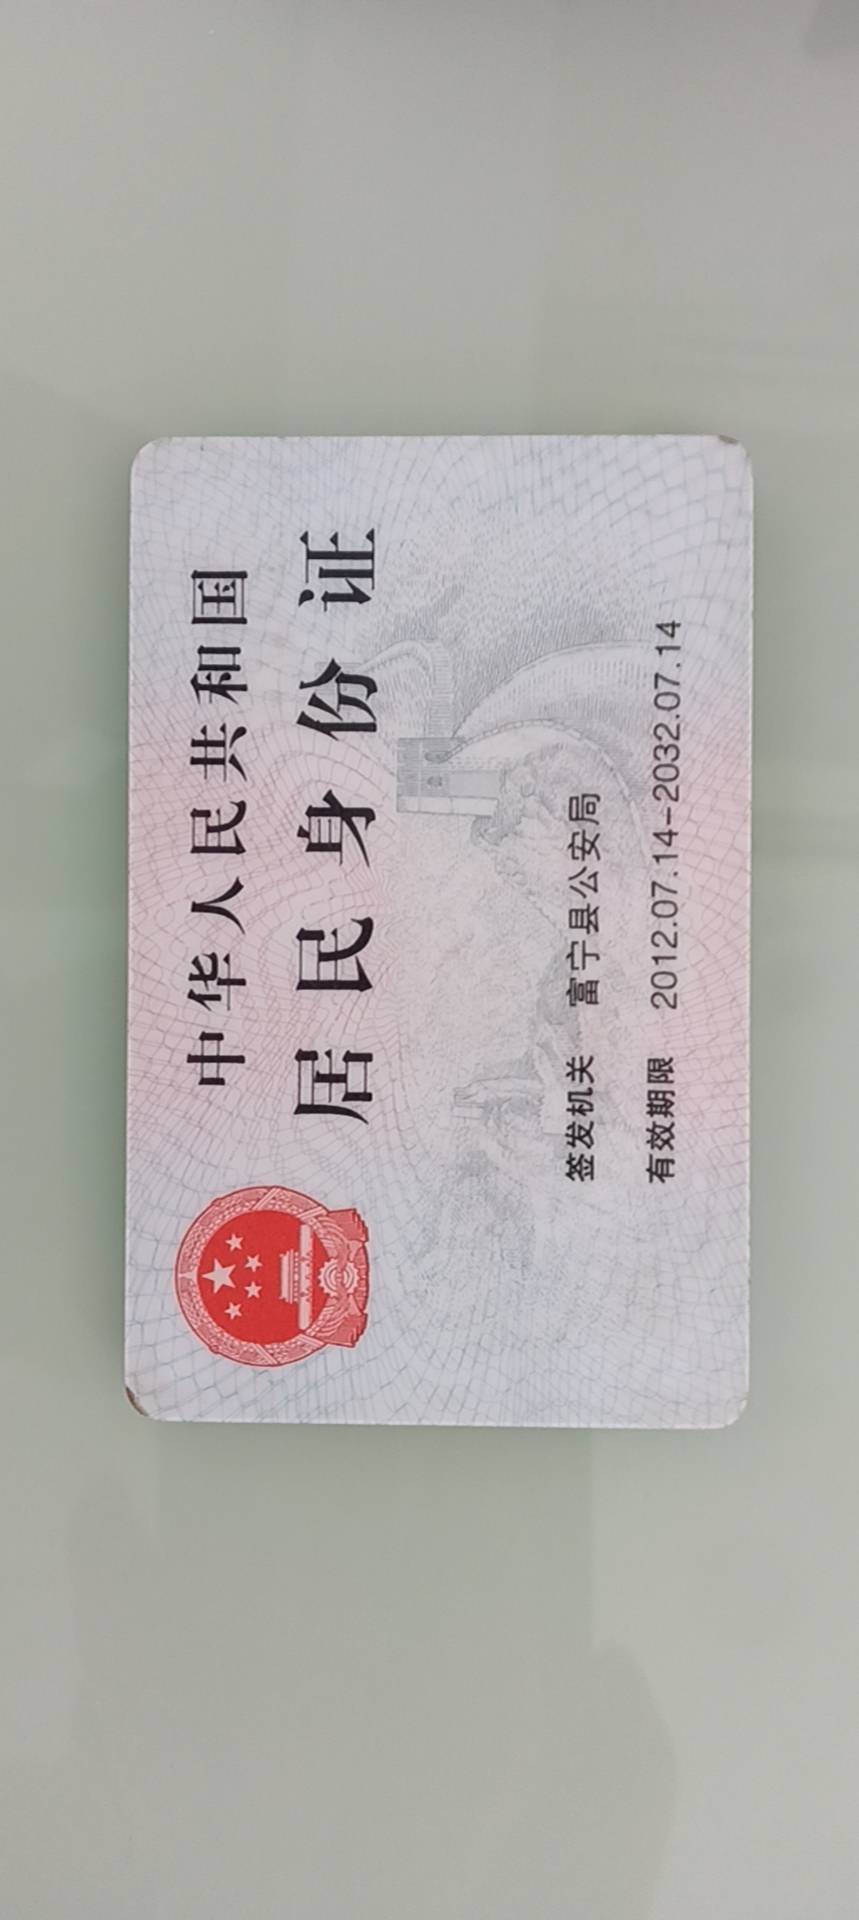 中华人民共和国
居民身份证
签发机关 富宁县公安局
有效期限 2012.07.14-2032.07.14